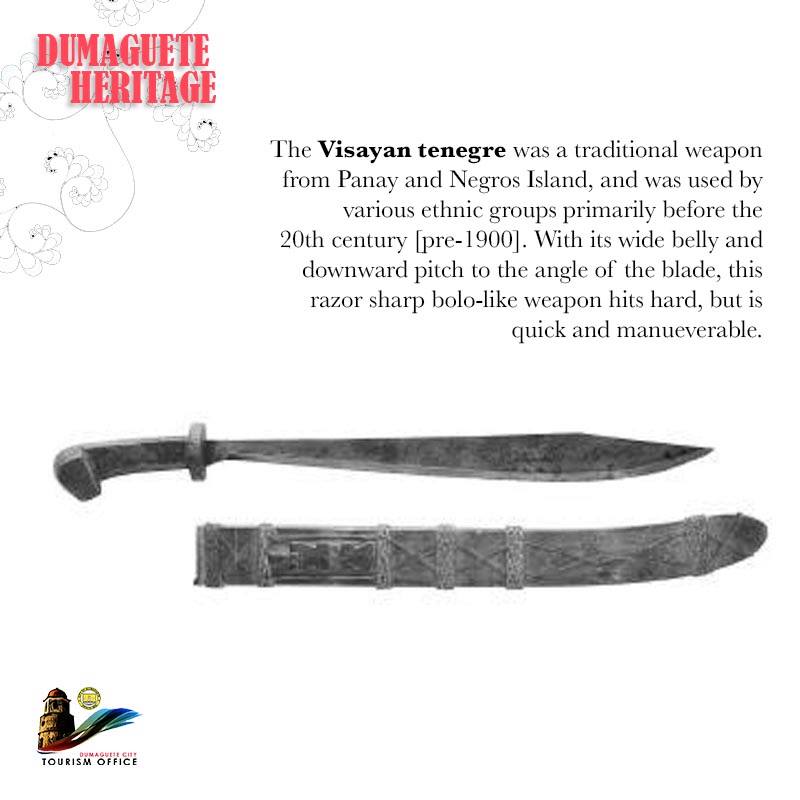 DUMAGUETE
HERITAGE
The Visayan tenegre was a traditional weapon
from Panay and Negros Island, and was used by
various ethnic groups primarily before the
20th century [pre-1900]. With its wide belly and
downward pitch to the angle of the blade, this
razor sharp bolo-like weapon hits hard, but is
quick and manueverable.
DUMAGUETE CITY
TOURISM OFFICE